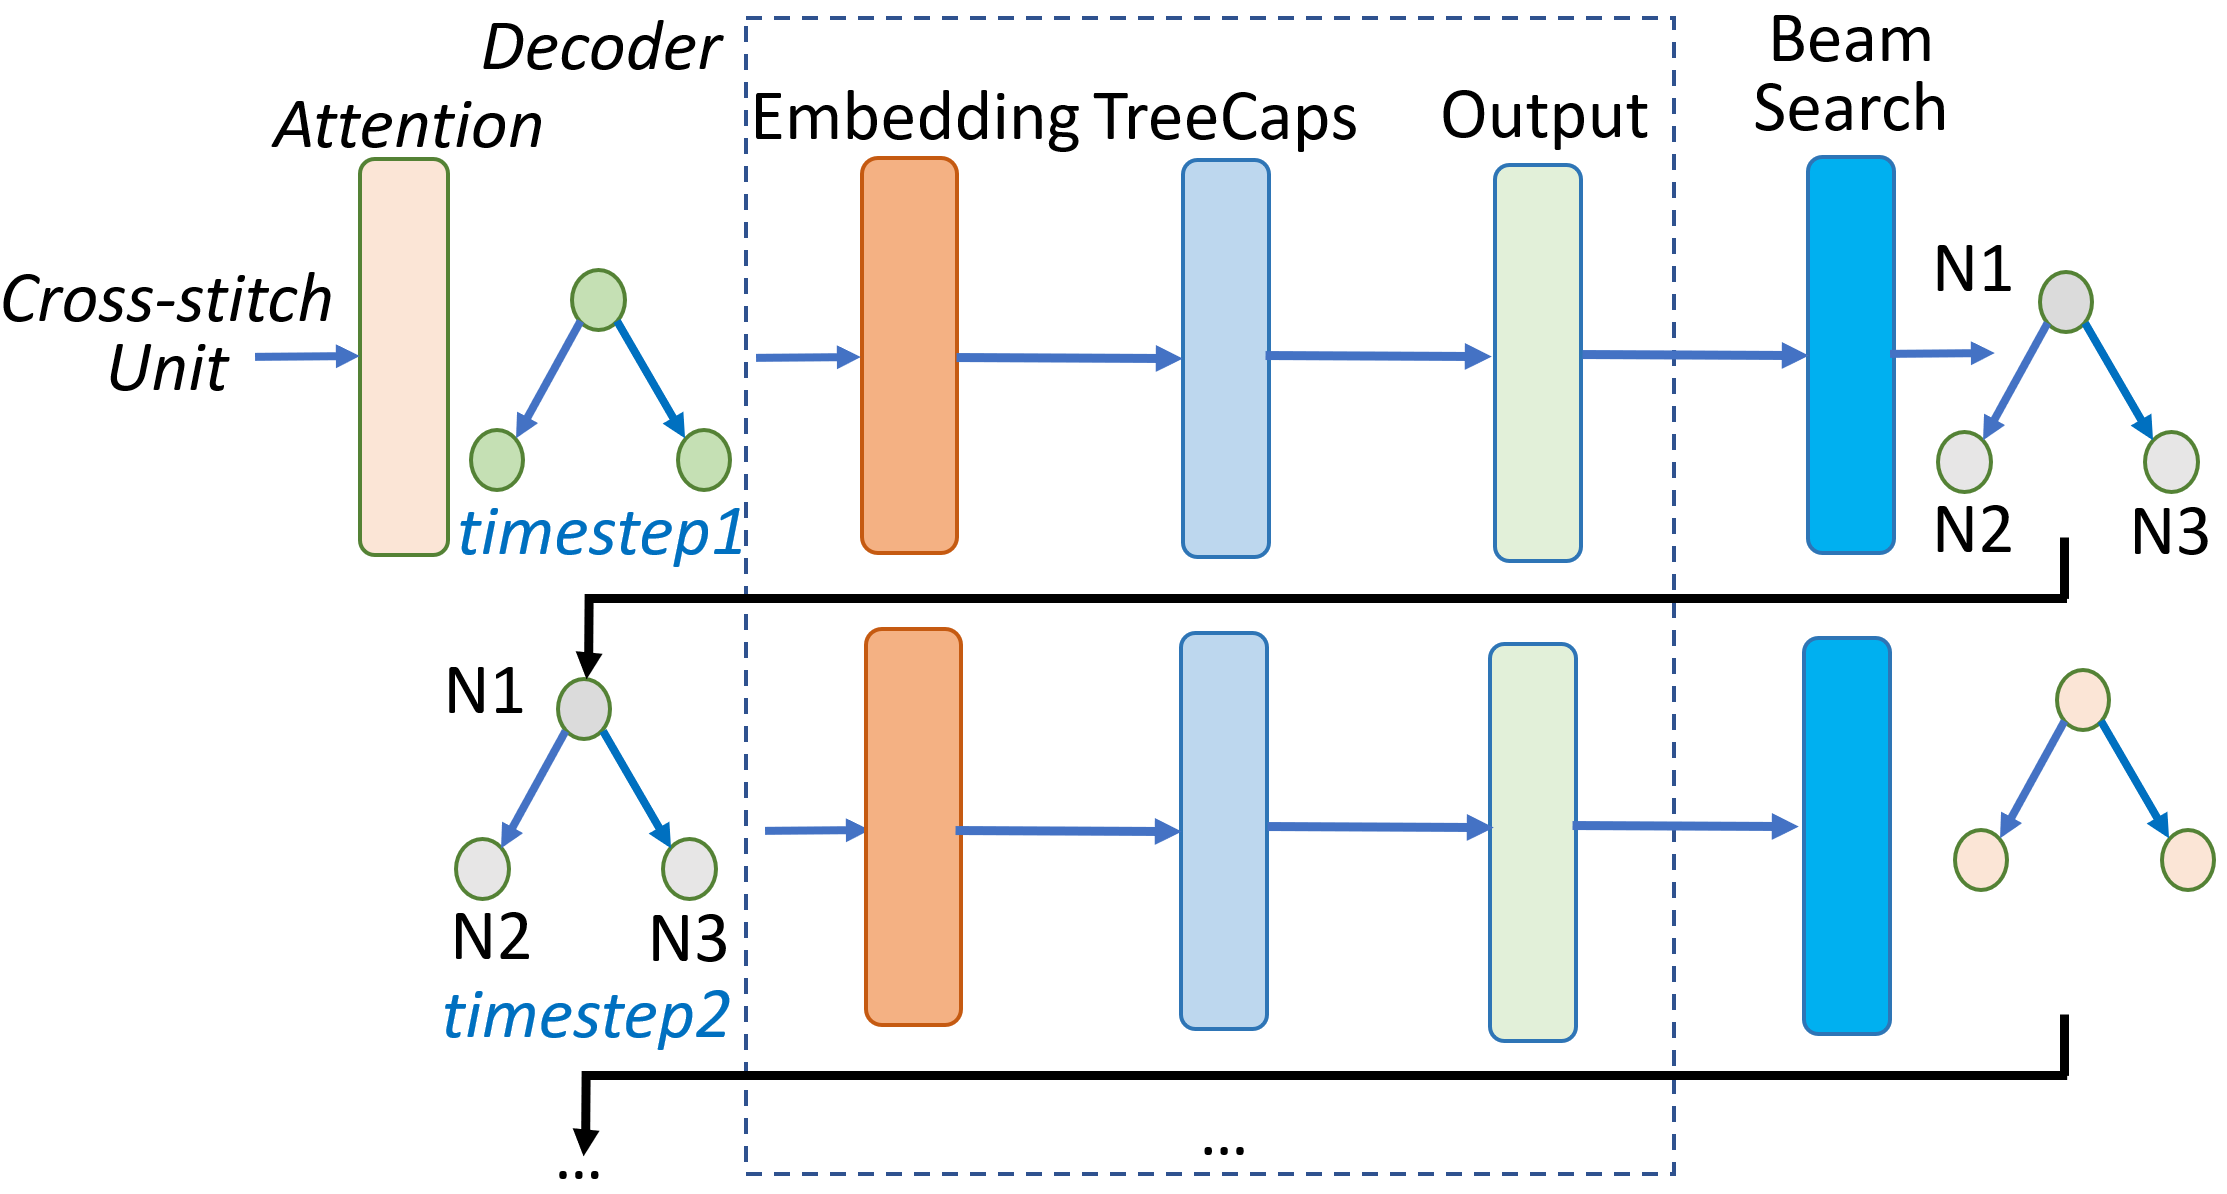 Decoder
Beam
Search
Attention
Embedding
TreeCaps
Output
Cross-stitch
Unit
N1
N2
N3
timestep1
N1
N2
N3
timestep2
...
...